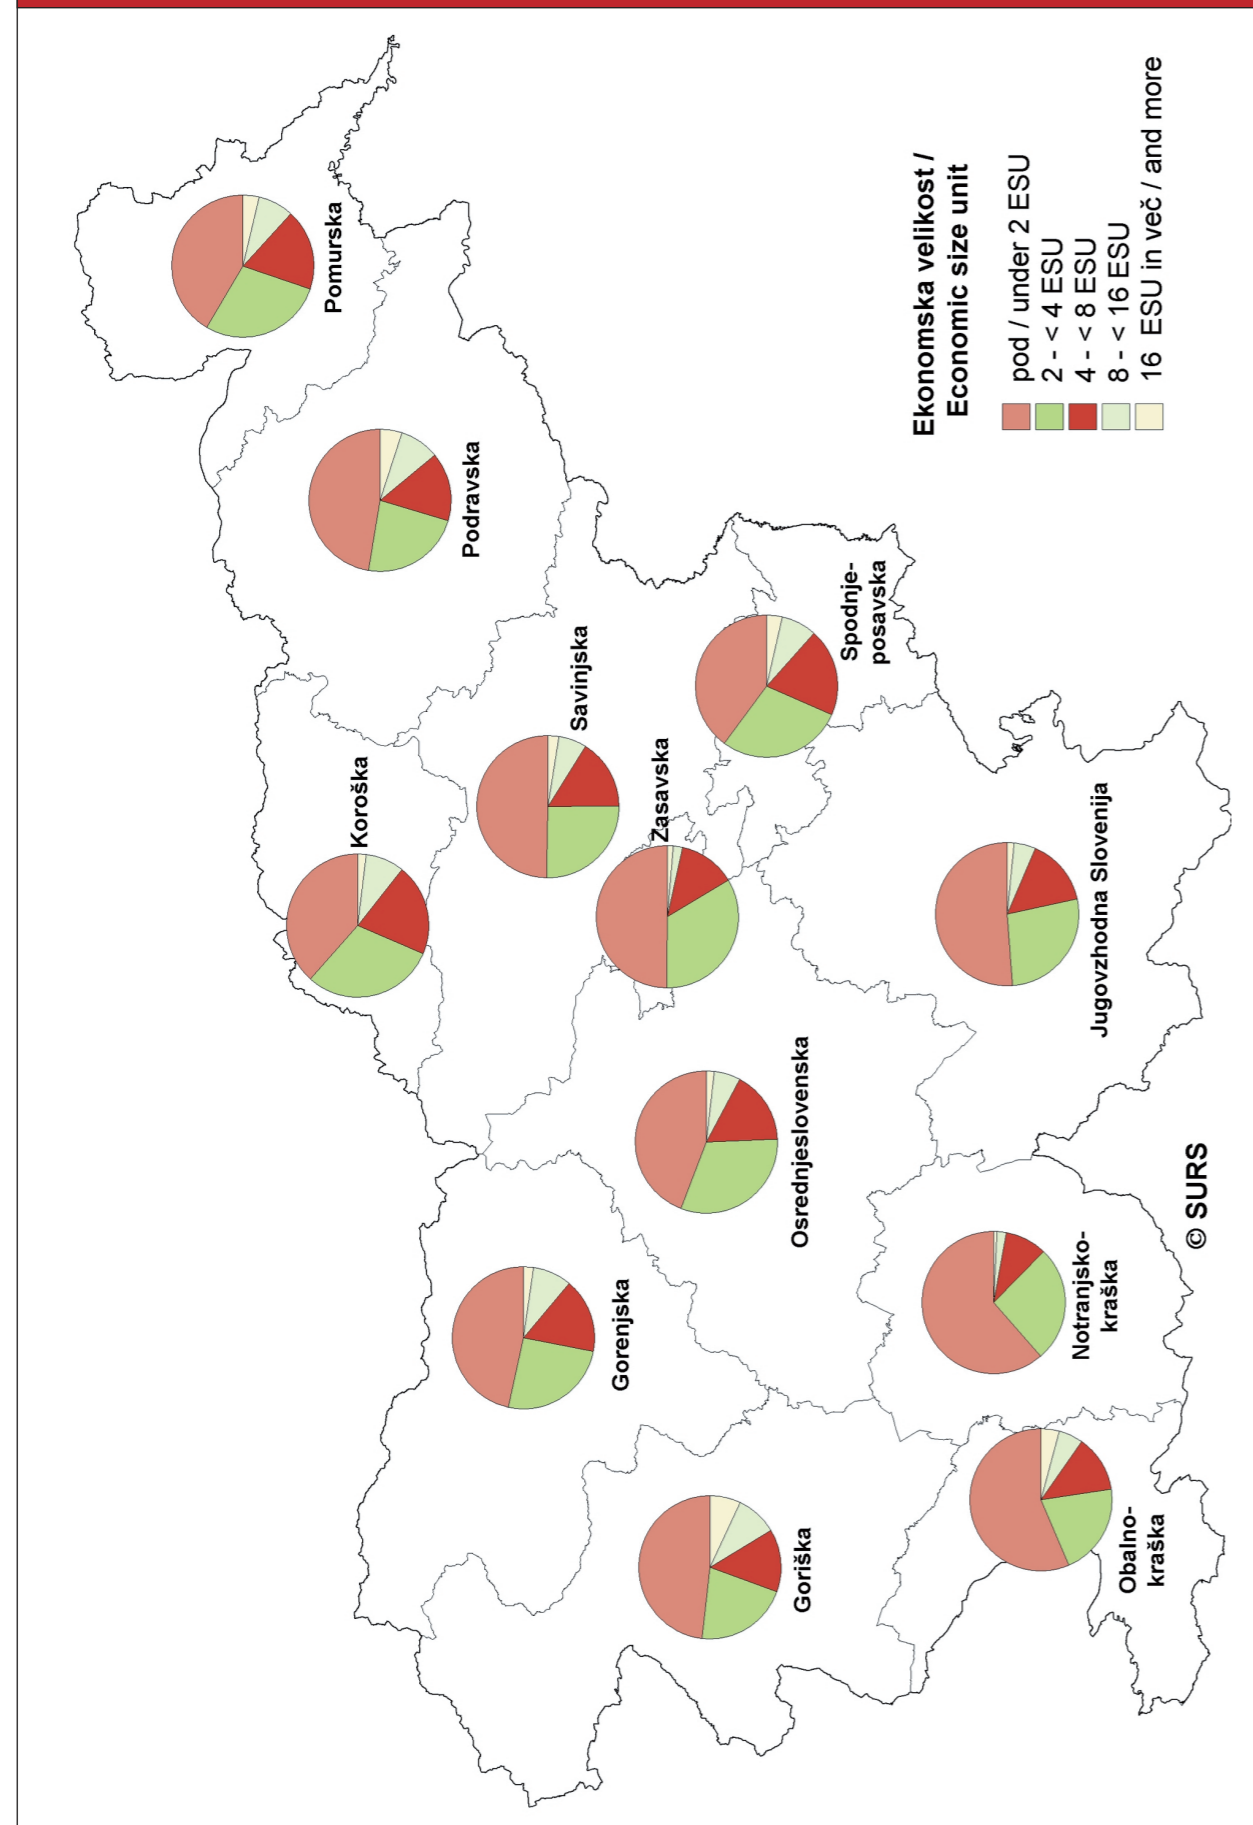 Pomurska
Podravska
Koroška
Savinjska
Zasavska
Spodnje-
posavska
Gorenjska
Osrednjeslovenska
Jugovzhodna Slovenija
Goriška
Notranjsko-
kraška
Obalno-
kraška
Ekonomska velikost /
Economic size unit
pod / under 2 ESU
2 - < 4 ESU
4 - < 8 ESU
8 - < 16 ESU
16 ESU in več / and more
© SURS